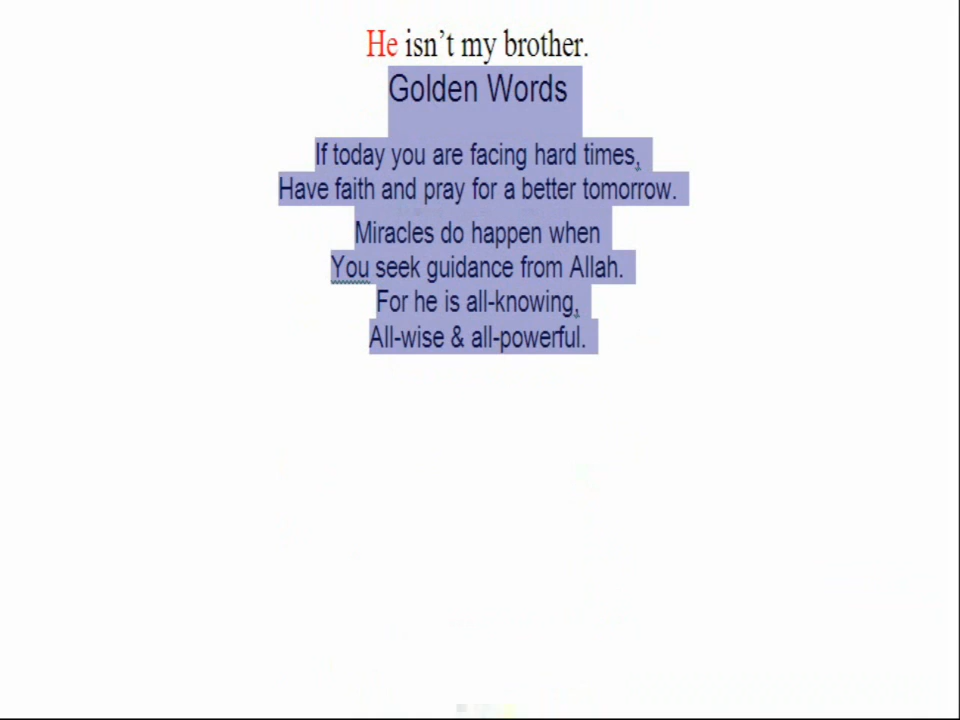 He isn’t my brother.
Golden Words
If today you are facing hard times,
Have faith and pray for a better tomorrow.
Miracles do happen when
You seek guidance from Allah.
For he is all-knowing,
All-wise & all-powerful.